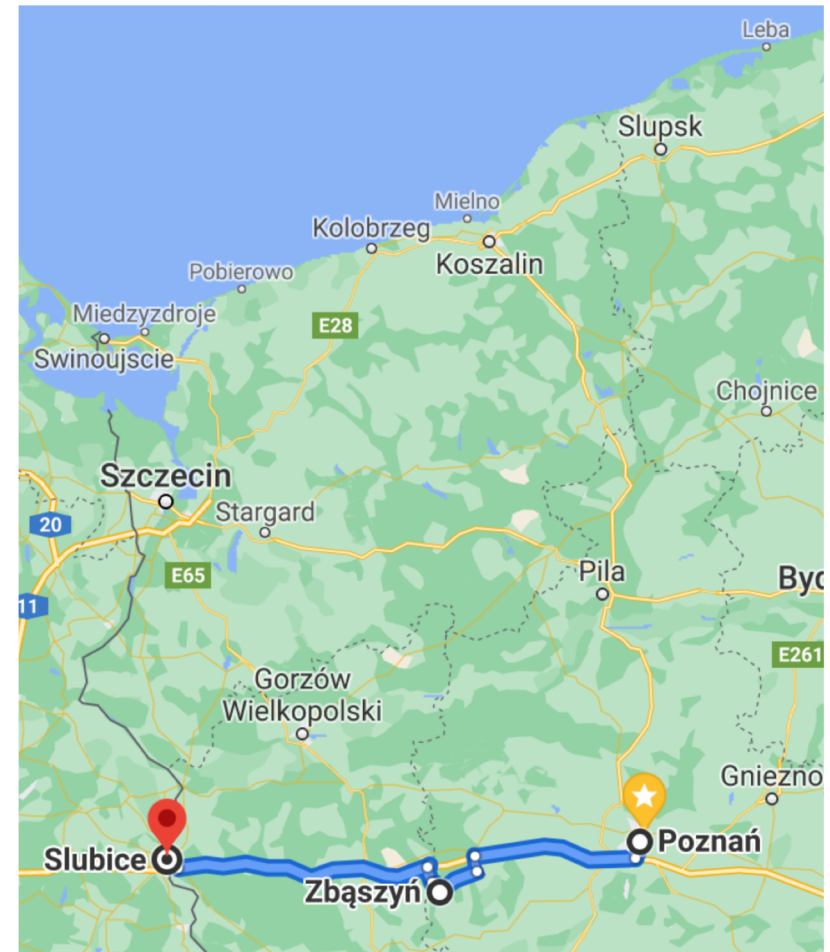 Leba
Slupsk
Mielno
Kolobrzeg
Koszalin
Pobierowo
E28
Miedzyzdroje
Swinoujscie
Chojnice
Szczecin
Stargard
20
E65
Pila
Byd
11
E261
Gorzów
Wielkopolski
Gniezno
Poznań
Slubice
Zbąszyń